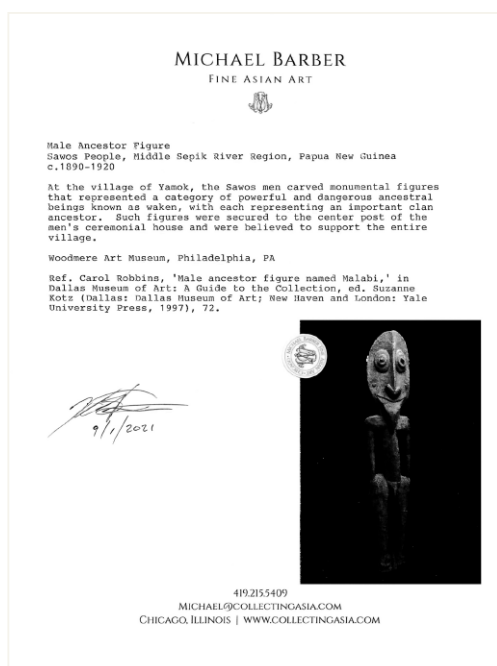 MICHAEL BARBER
FINE ASIAN ART
Male Ancestor Figure
Sawos People, Middle Sepik River Region, Papua New Guinea
c.1890-1920
At the village of Yamok, the Sawos men carved monumental figures
that represented a category of powerful and dangerous ancestral
beings known as waken, with each representing an important clan
ancestor. Such figures were secured to the center post of the
men's ceremonial house and were believed to support the entire
village.
Woodmere Art Museum, Philadelphia, PA
Ref. Carol Robbins, 'Male ancestor figure named Malabi,' in
Dallas Museum of Art: A Guide to the Collection, ed. Suzanne
Kotz (Dallas: Dallas Museum of Art; New Haven and London: Yale
University Press, 1997), 72.
9/1/2021
419.215.5409
MICHAEL@COLLECTINGASIA.COM
CHICAGO, ILLINOIS | WWW.COLLECTINGASIA.COM